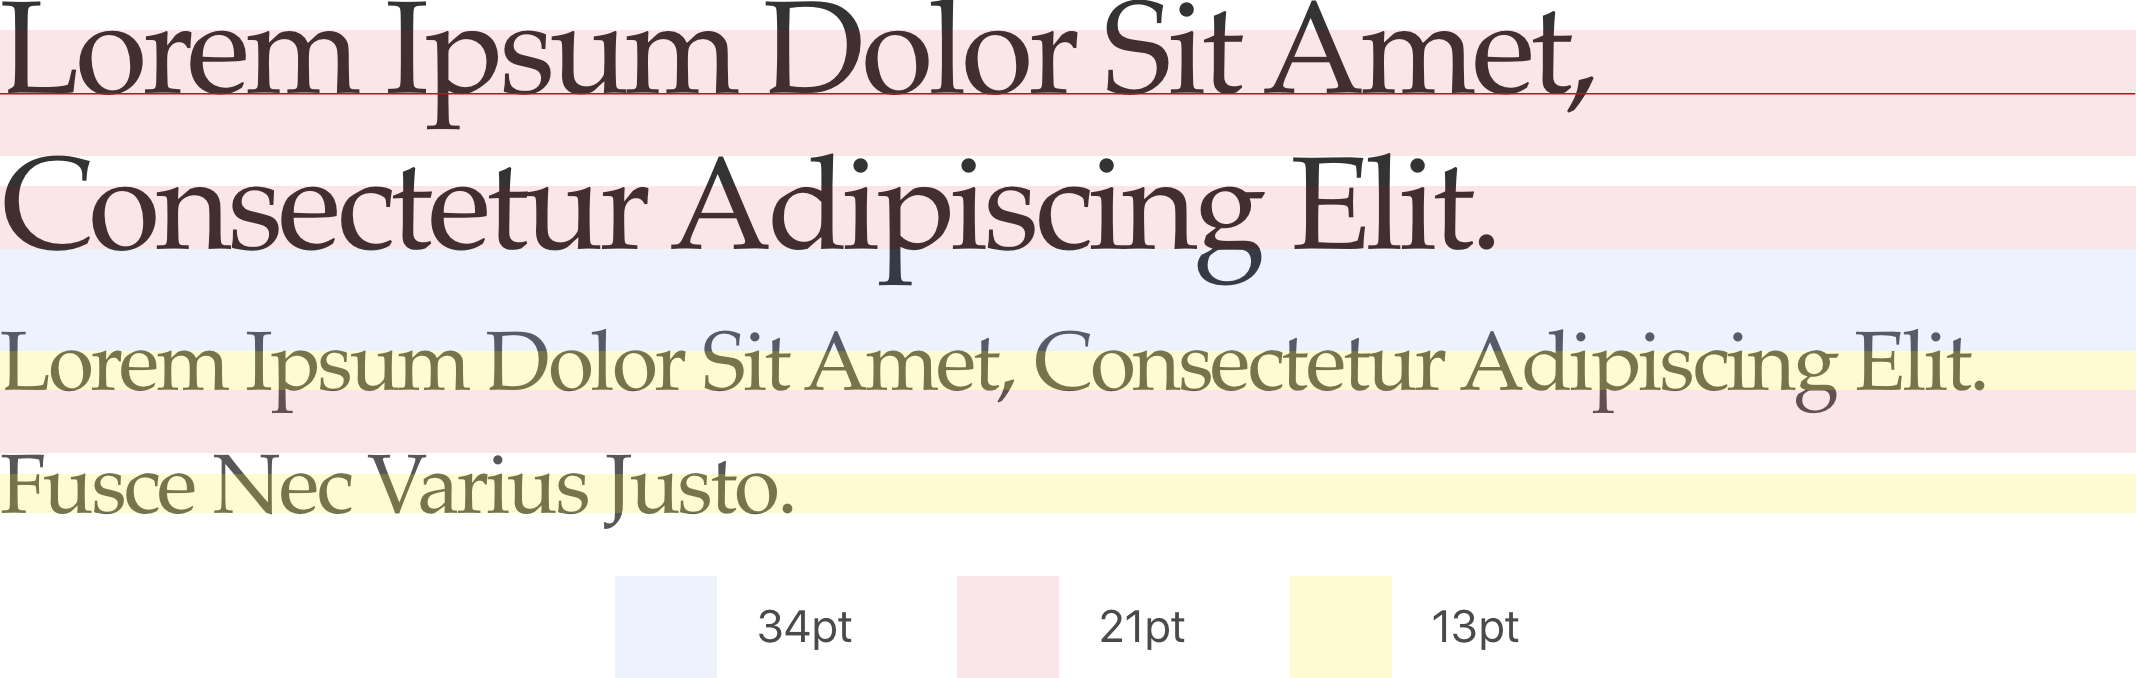 Lorem Ipsum Dolor Sit Amet,
Consectetur Adipiscing Elit.
Lorem Ipsum Dolor Sit Amet, Consectetur Adipiscing Elit.
Fusce Nec Varius Justo.
34pt 21pt 13pt